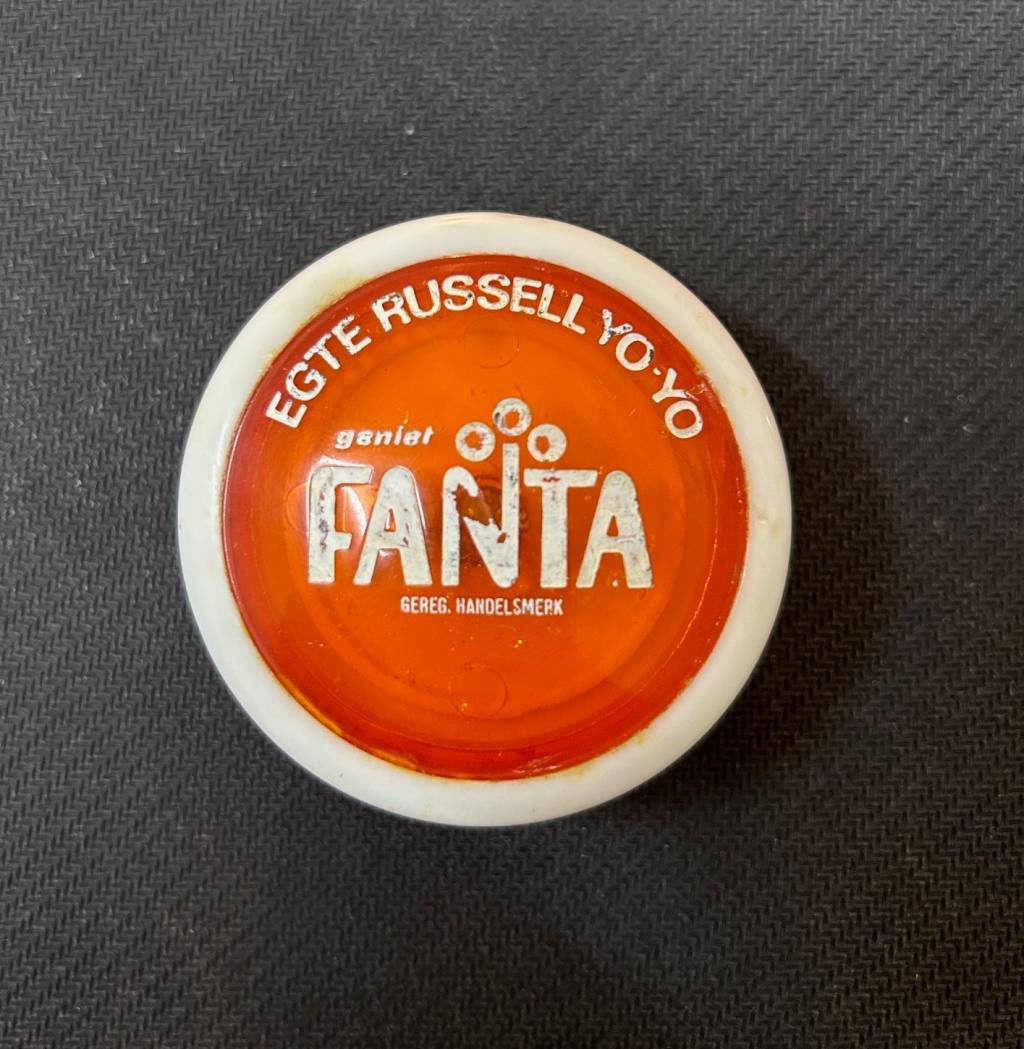 EGTE RUSSELL YO-YO
geniet
FANTA
GEREG. HANDELSMERK